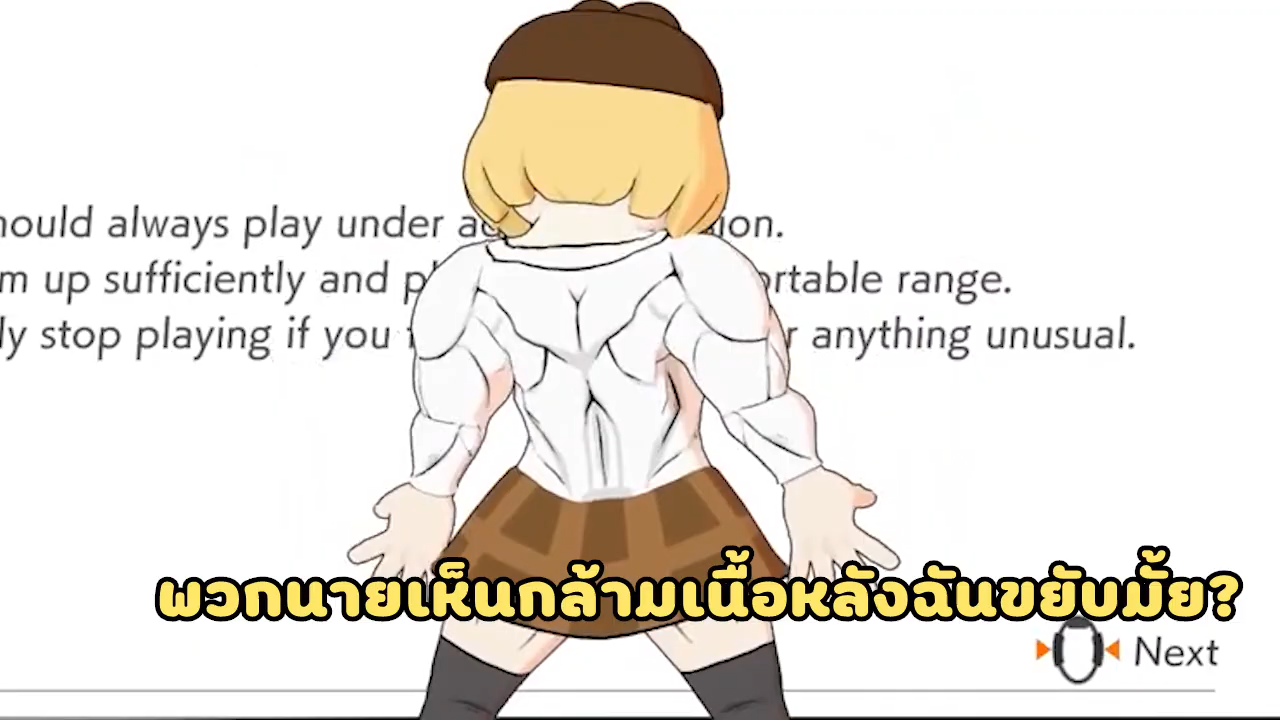 hould always play under a ion.
m up sufficiently and p ortable range.
ly stop playing if you r anything unusual.
พวกนายเห็นกล้ามเนื้อหลังฉันขยับมั้ย?
Next